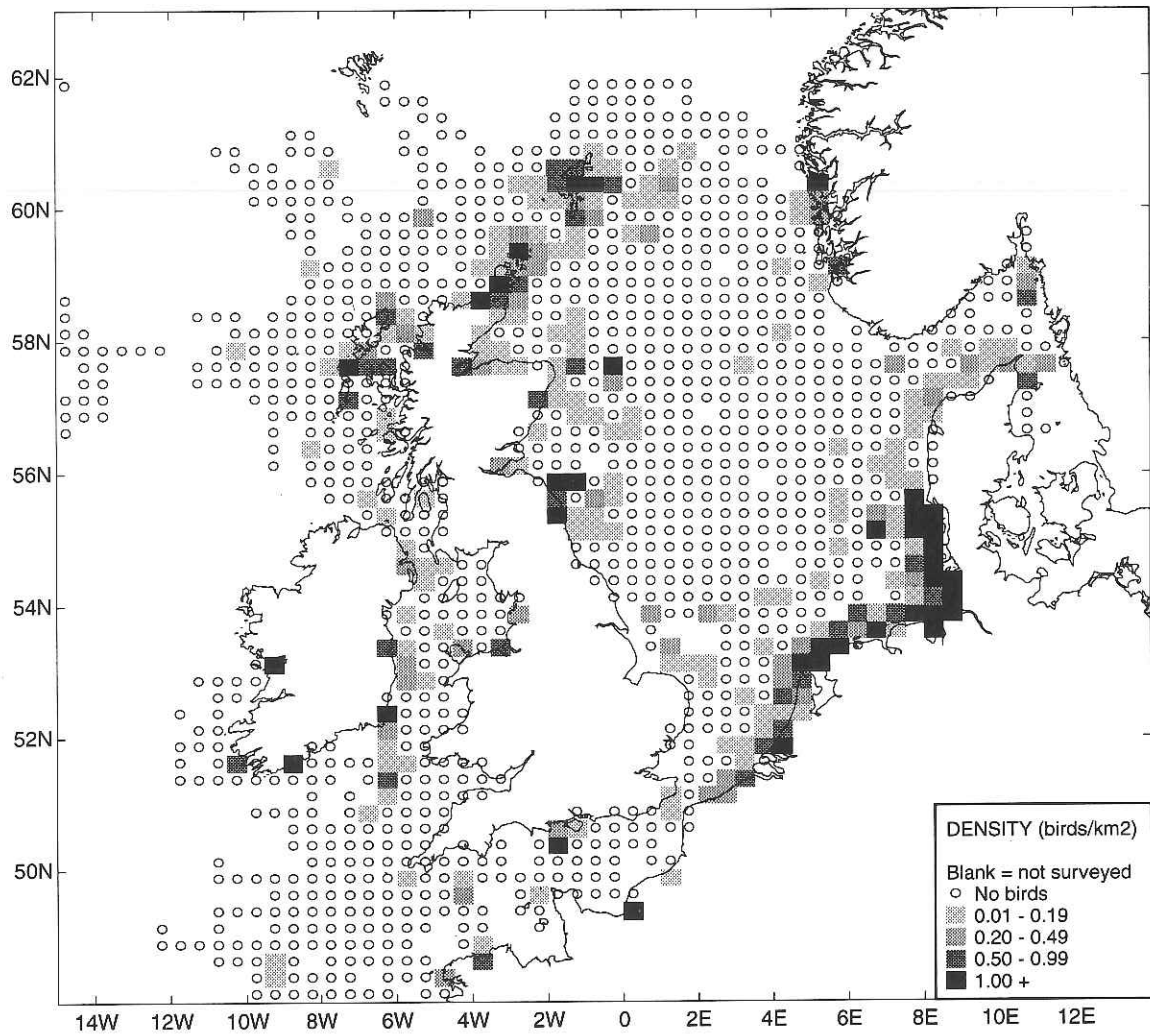 62N
60N
58N
56N
54N
52N
50N
14W 12W 10W 8W 6W 4W 2W 0 2E 4E 6E 8E 10E 12E
DENSITY (birds/km2)
Blank = not surveyed
No birds
0.01 - 0.19
0.20 - 0.49
0.50 - 0.99
1.00 +